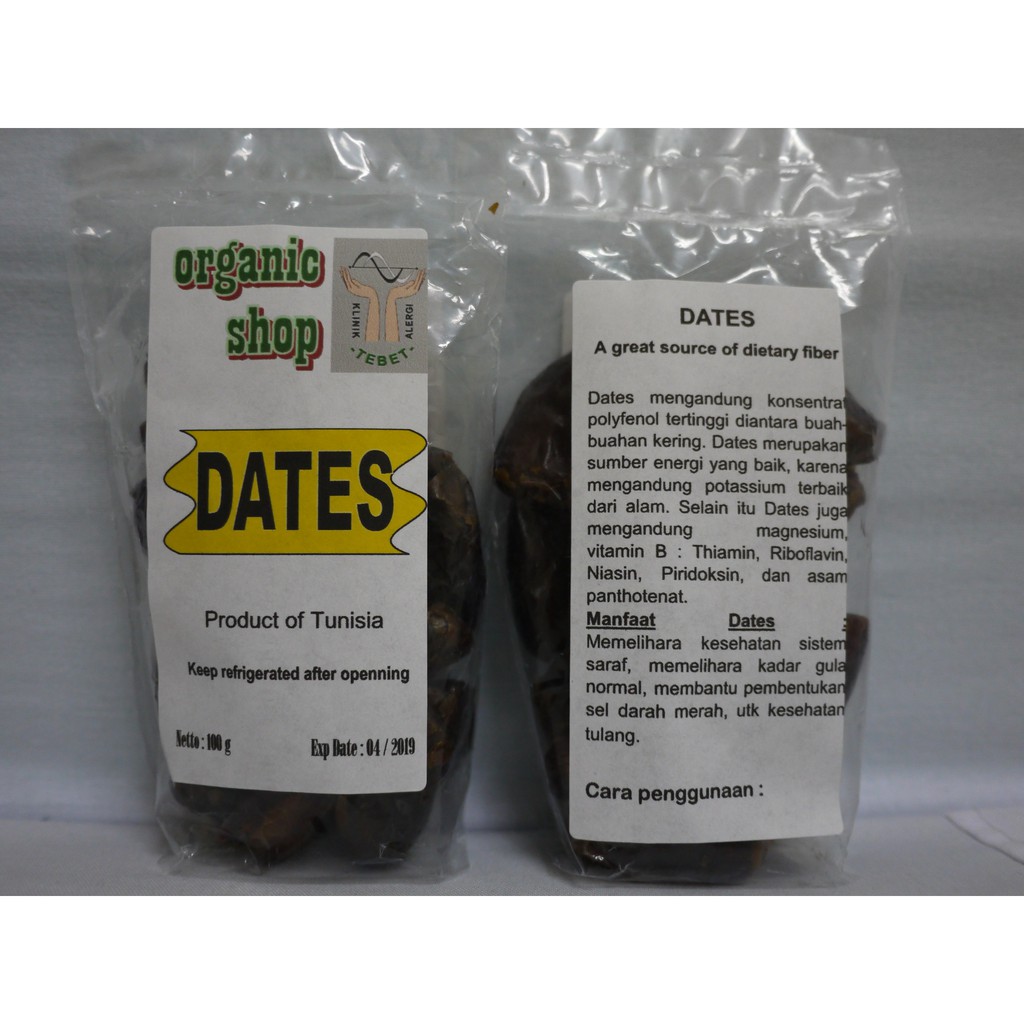 organic
shop
KLINIK
ALERGI
-TEBET-
DATES
Product of Tunisia
Keep refrigerated after openning
Netto : 100 g
Exp Date : 04 / 2019
DATES
A great source of dietary fiber
Dates mengandung konsentrat
polyfenol tertinggi diantara buah-
buahan kering. Dates merupakan
sumber energi yang baik, karena
mengandung potassium terbaik
dari alam. Selain itu Dates juga
mengandung magnesium,
vitamin B : Thiamin, Riboflavin,
Niasin, Piridoksin, dan asam
panthotenat.
Manfaat Dates :
Memelihara kesehatan sistem
saraf, memelihara kadar gula
normal, membantu pembentukan
sel darah merah, utk kesehatan
tulang.
Cara penggunaan :